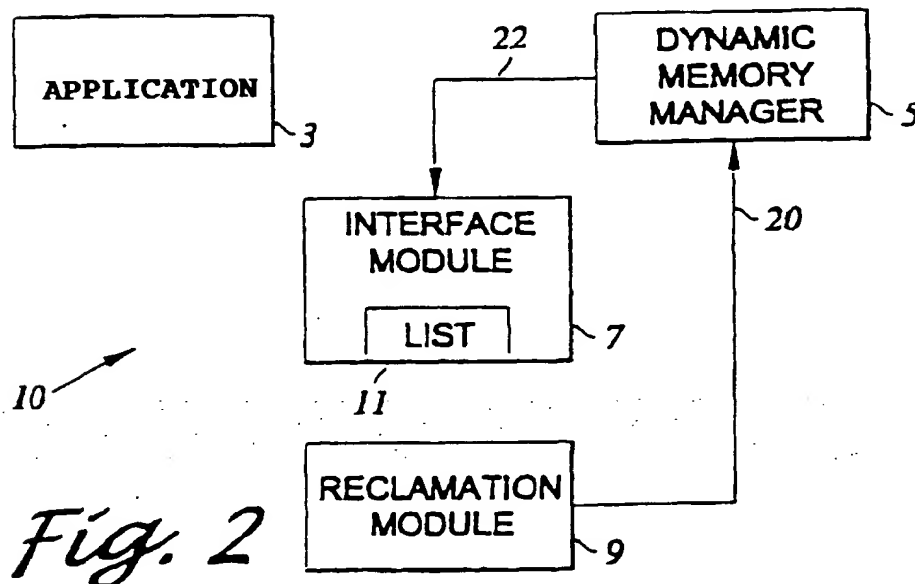 APPLICATION
3
22
DYNAMIC
MEMORY
MANAGER
5
20
INTERFACE
MODULE
LIST
7
11
10
RECLAMATION
MODULE
9
Fig. 2